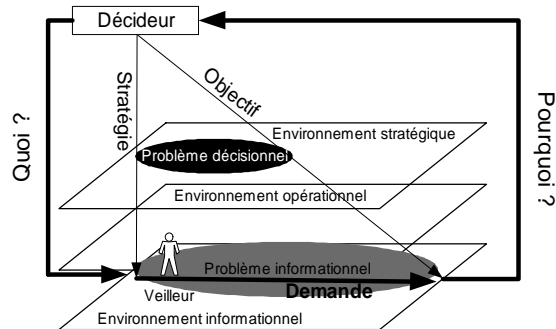 Décideur
Stratégie
Objectif
Quoi ?
Pourquoi ?
Environnement stratégique
Problème décisionnel
Environnement opérationnel
Problème informationnel
Demande
Veilleur
Environnement informationnel